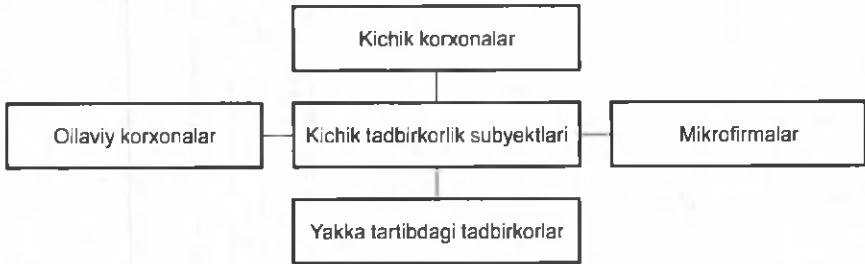 Kichik korxonalar
Oilaviy korxonalar
Kichik tadbirkorlik subyektlari
Mikrofirmalar
Yakka tartibdagi tadbirkorlar